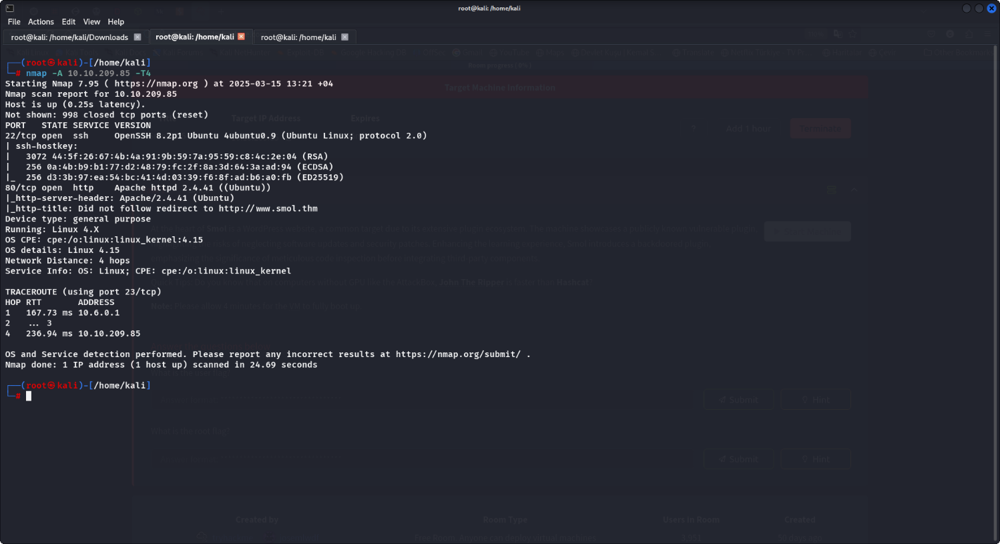 root@kali: /home/kali
File Actions Edit View Help
root@kali: /home/kali/Downloads root@kali: /home/kali root@kali: /home/kali
┌──(root㉿kali)-[/home/kali]
└─# nmap -A 10.10.209.85 -T4
Starting Nmap 7.95 ( https://nmap.org ) at 2025-03-15 13:21 +04
Nmap scan report for 10.10.209.85
Host is up (0.25s latency).
Not shown: 998 closed tcp ports (reset)
PORT   STATE SERVICE VERSION
22/tcp open  ssh     OpenSSH 8.2p1 Ubuntu 4ubuntu0.9 (Ubuntu Linux; protocol 2.0)
| ssh-hostkey:
|   3072 44:5f:26:67:4b:4a:91:9b:59:7a:95:59:c8:4c:2e:04 (RSA)
|   256 0a:4b:b9:b1:77:d2:48:79:fc:2f:8a:3d:64:3a:ad:94 (ECDSA)
|_  256 d3:3b:97:ea:54:bc:41:4d:03:39:f6:8f:ad:b6:a0:fb (ED25519)
80/tcp open  http    Apache httpd 2.4.41 ((Ubuntu))
|_http-server-header: Apache/2.4.41 (Ubuntu)
|_http-title: Did not follow redirect to http://www.smol.thm
Device type: general purpose
Running: Linux 4.X
OS CPE: cpe:/o:linux:linux_kernel:4.15
OS details: Linux 4.15
Network Distance: 4 hops
Service Info: OS: Linux; CPE: cpe:/o:linux:linux_kernel
TRACEROUTE (using port 23/tcp)
HOP RTT       ADDRESS
1   167.73 ms 10.6.0.1
2   ... 3
4   236.94 ms 10.10.209.85
OS and Service detection performed. Please report any incorrect results at https://nmap.org/submit/ .
Nmap done: 1 IP address (1 host up) scanned in 24.69 seconds
┌──(root㉿kali)-[/home/kali]
└─#
Room progress ( 0% )
Target Machine Information
Target IP Address Expires
? Add 1 hour Terminate
At the heart of Smol is a WordPress website, a common target due to its extensive plugin ecosystem. The machine showcases a publicly known vulnerable plugin,
risks of neglecting software updates and security patches. Enhancing the learning experience, Smol introduces a backdoored plugin,
emphasizing the significance of meticulous code inspection before integrating third-party components.
Quick Tips: Do you know that on computers without GPU like the AttackBox, John The Ripper is faster than Hashcat?
Note: Please allow 4 minutes for the VM to fully boot up.
Submit Hint
What is the root flag?
Submit Hint
Created by Room Type Users in Room Created
Free Room. Anyone can deploy virtual machines